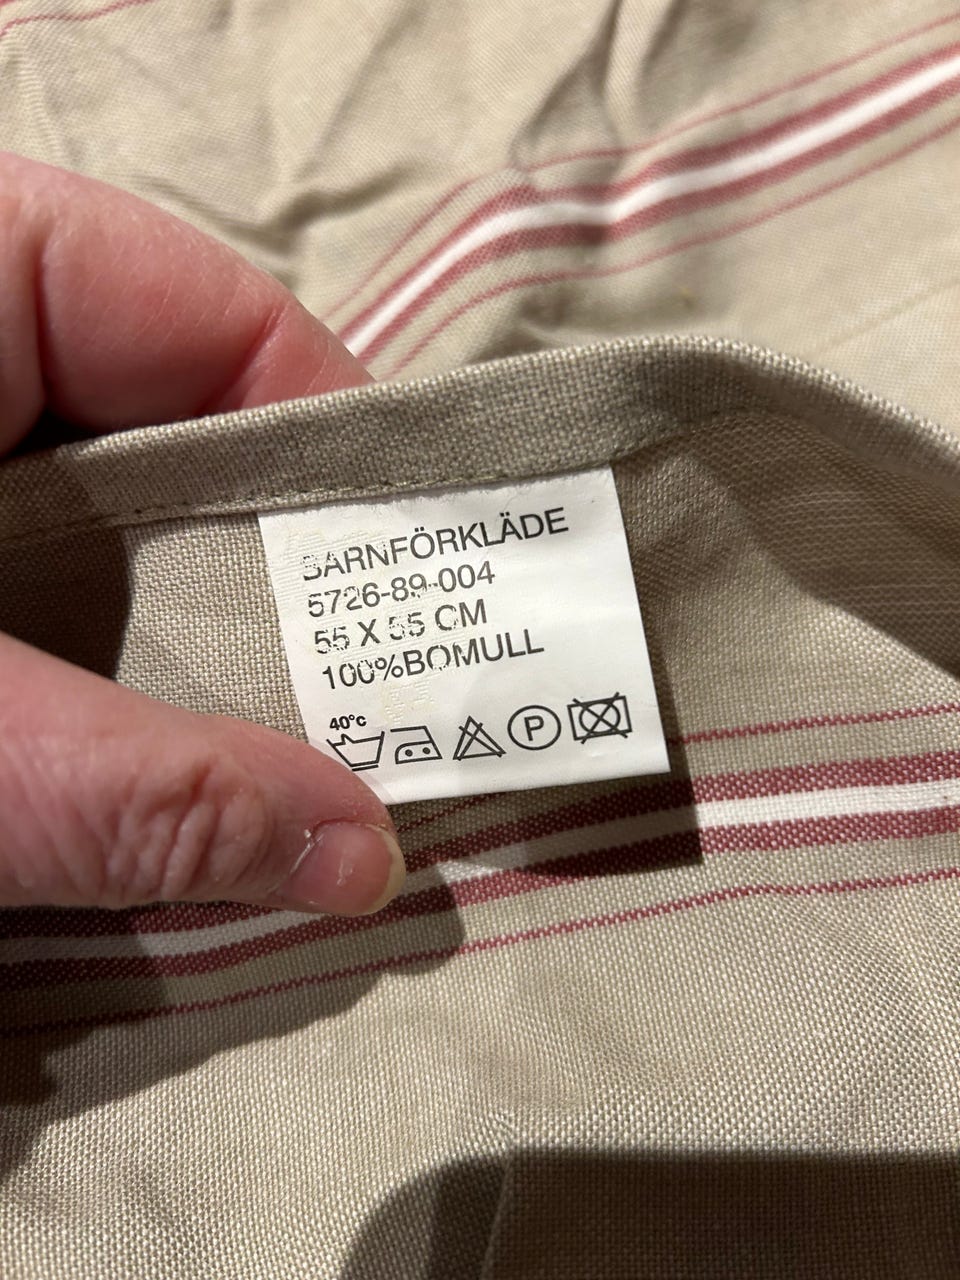 BARNFÖRKLÄDE
5726-89-004
55 X 55 CM
100%BOMULL
40°c
P